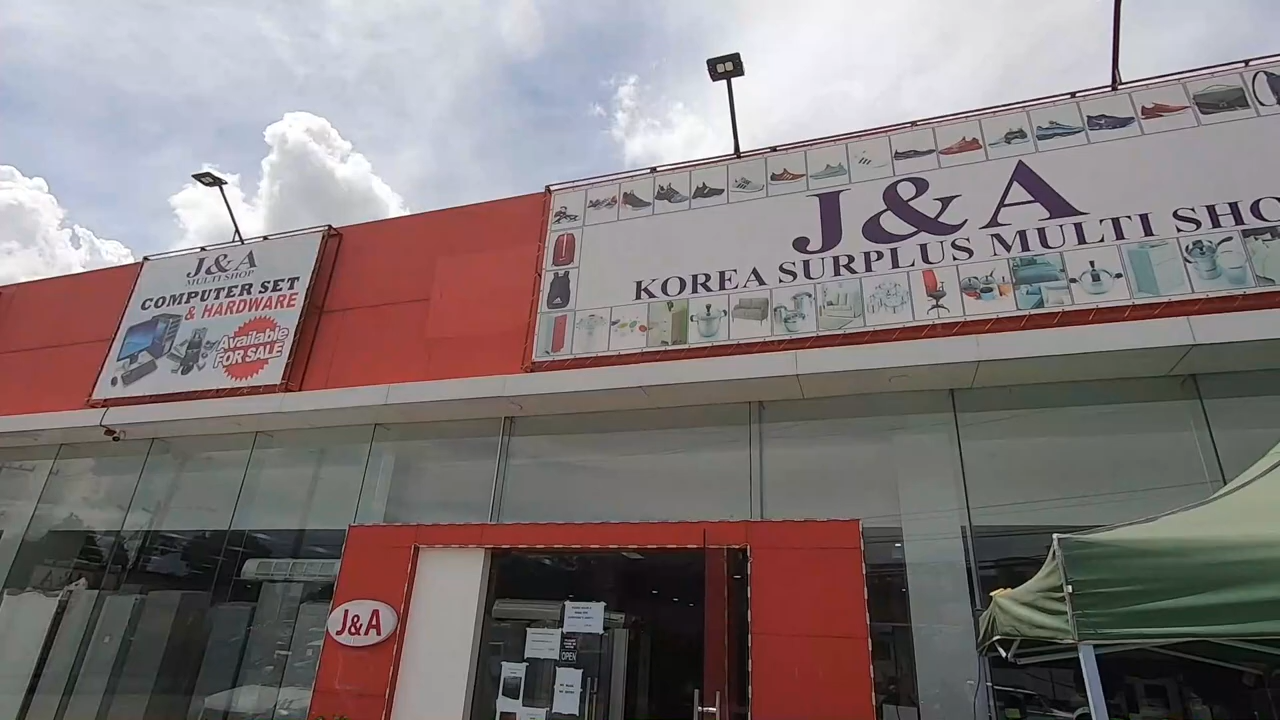 J&A
MULTI SHOP
COMPUTER SET
& HARDWARE
Available
FOR SALE
J&A
KOREA SURPLUS MULTI SHO
J&A
OPEN